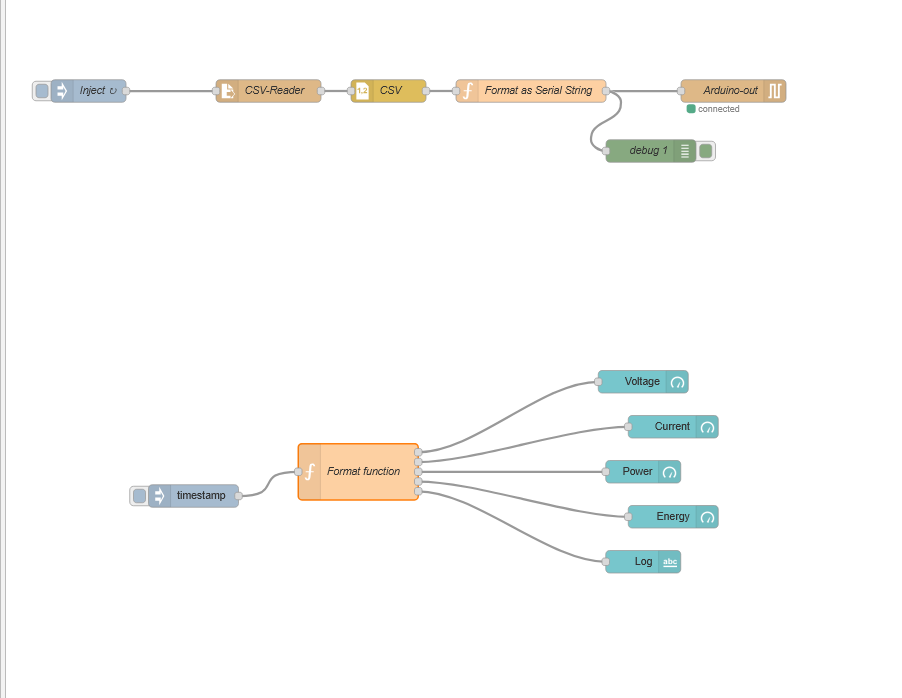 Inject ↻
CSV-Reader
1,2
CSV
Format as Serial String
Arduino-out
connected
debug 1
Voltage
Current
Format function
Power
timestamp
Energy
Log
abc